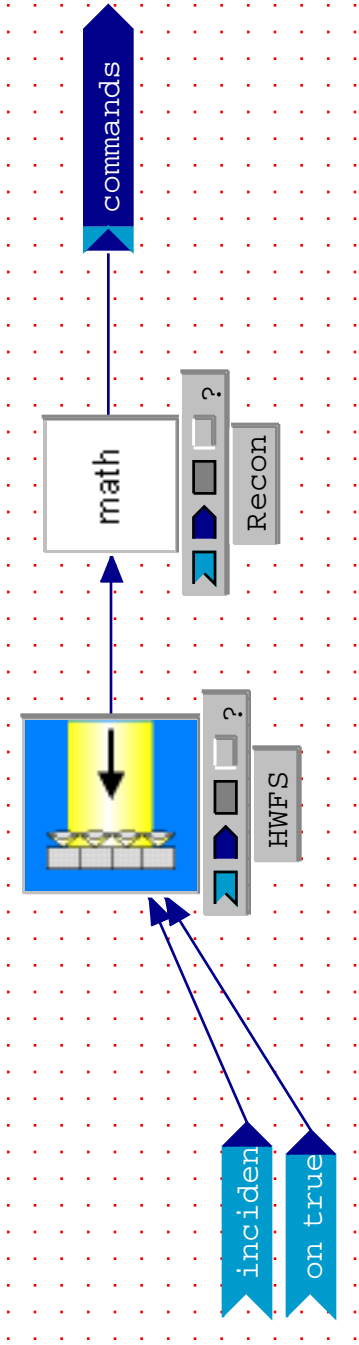 inciden
on true
HWFS
?
math
Recon
?
commands